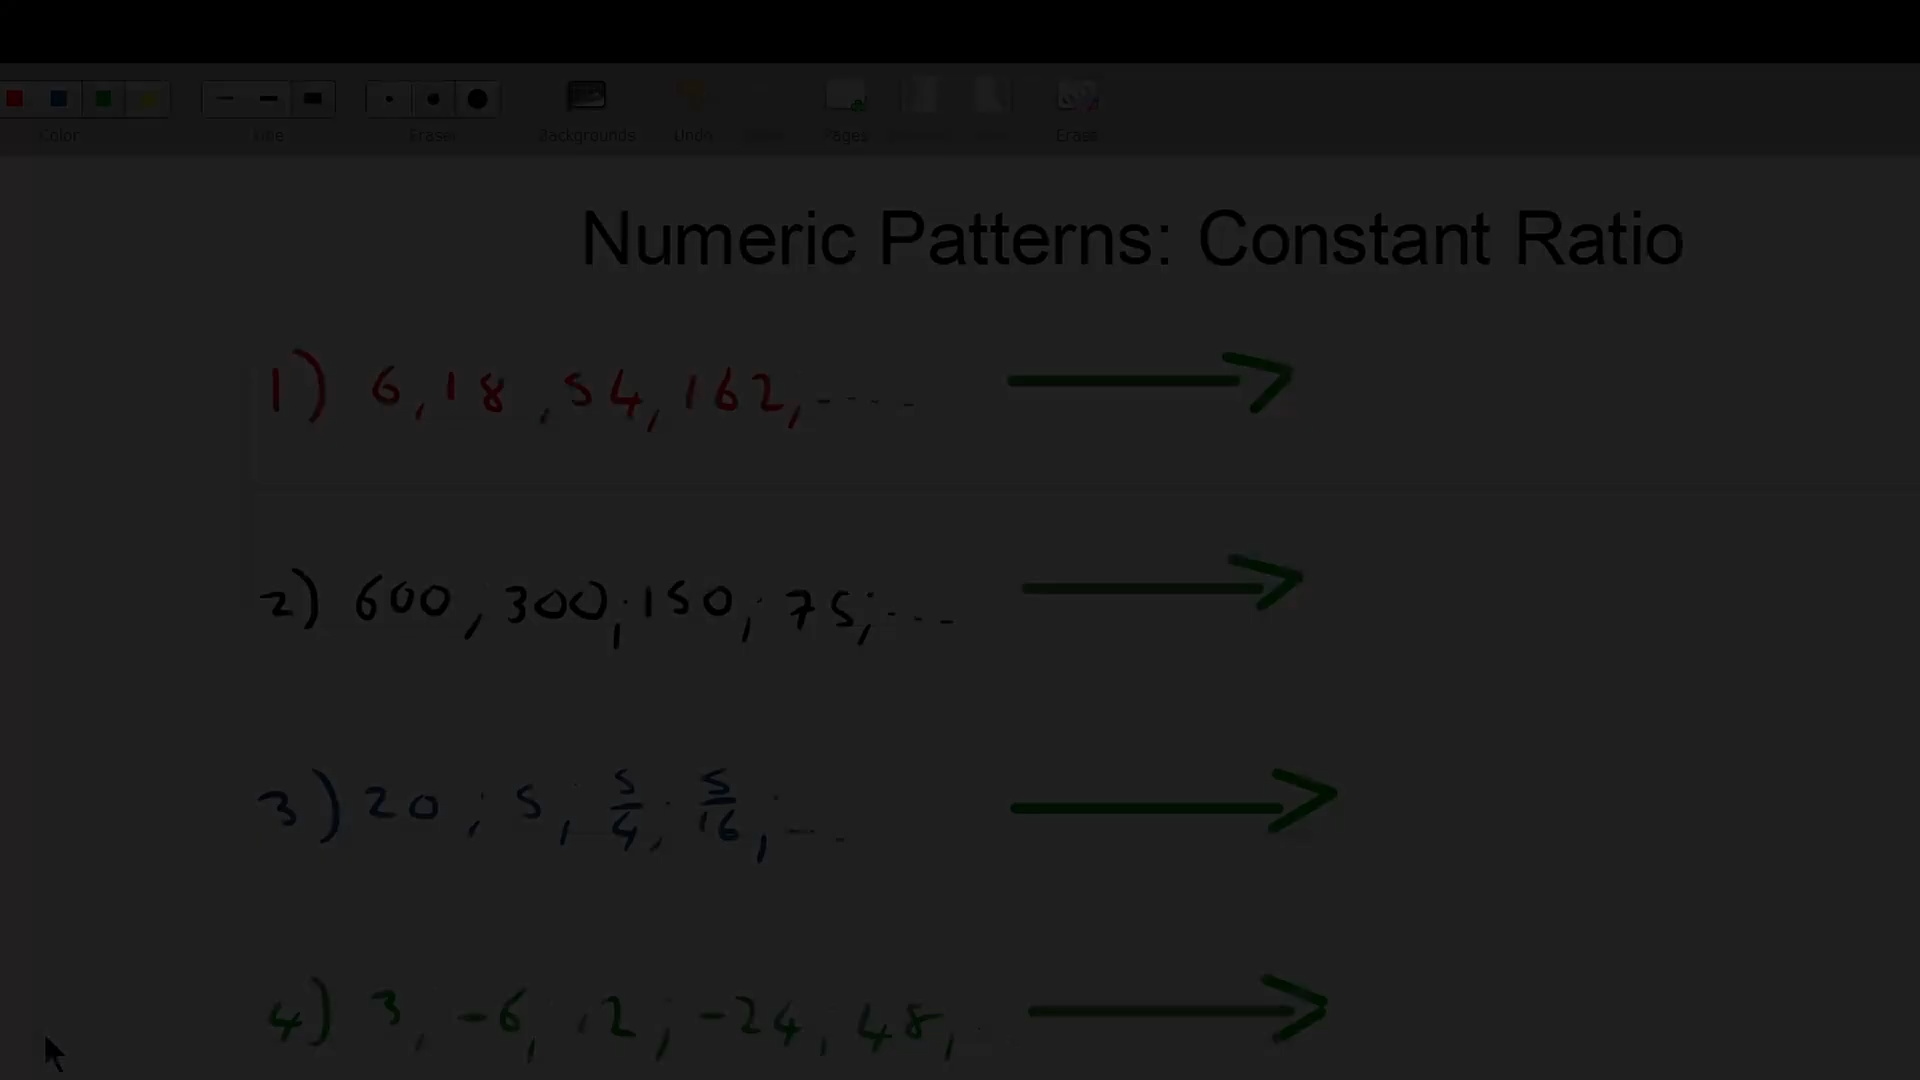 Color Line Eraser Backgrounds Undo Pages Erase
Numeric Patterns: Constant Ratio
1) 6, 18, 54, 162, ....
2) 600; 300; 150; 75; ...
3) 20; 5; 5/4; 5/16; ...
4) 3; -6; 12; -24; 48;